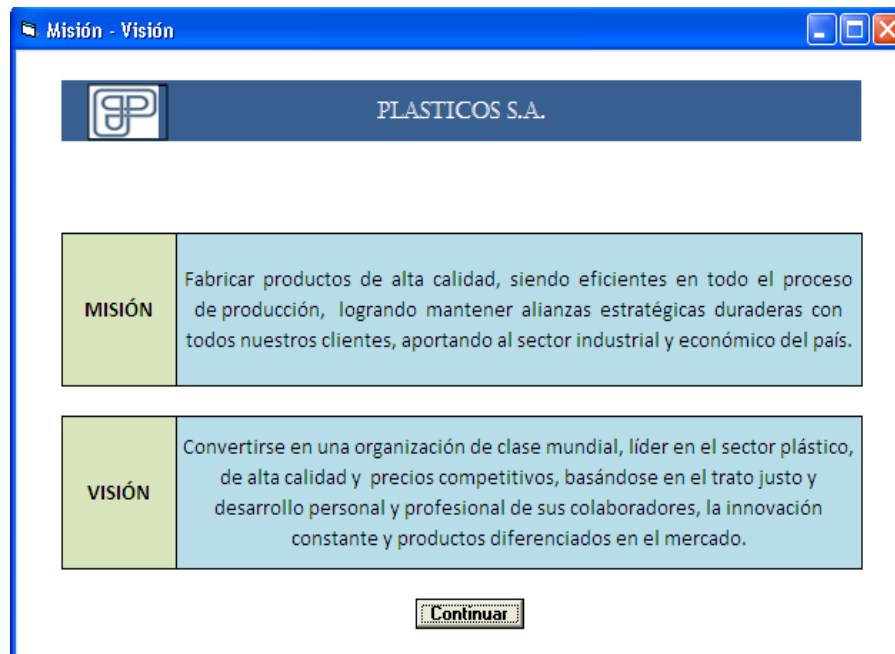 Misión - Visión
PLASTICOS S.A.
MISIÓN
Fabricar productos de alta calidad, siendo eficientes en todo el proceso
de producción, logrando mantener alianzas estratégicas duraderas con
todos nuestros clientes, aportando al sector industrial y económico del país.
VISIÓN
Convertirse en una organización de clase mundial, líder en el sector plástico,
de alta calidad y precios competitivos, basándose en el trato justo y
desarrollo personal y profesional de sus colaboradores, la innovación
constante y productos diferenciados en el mercado.
Continuar